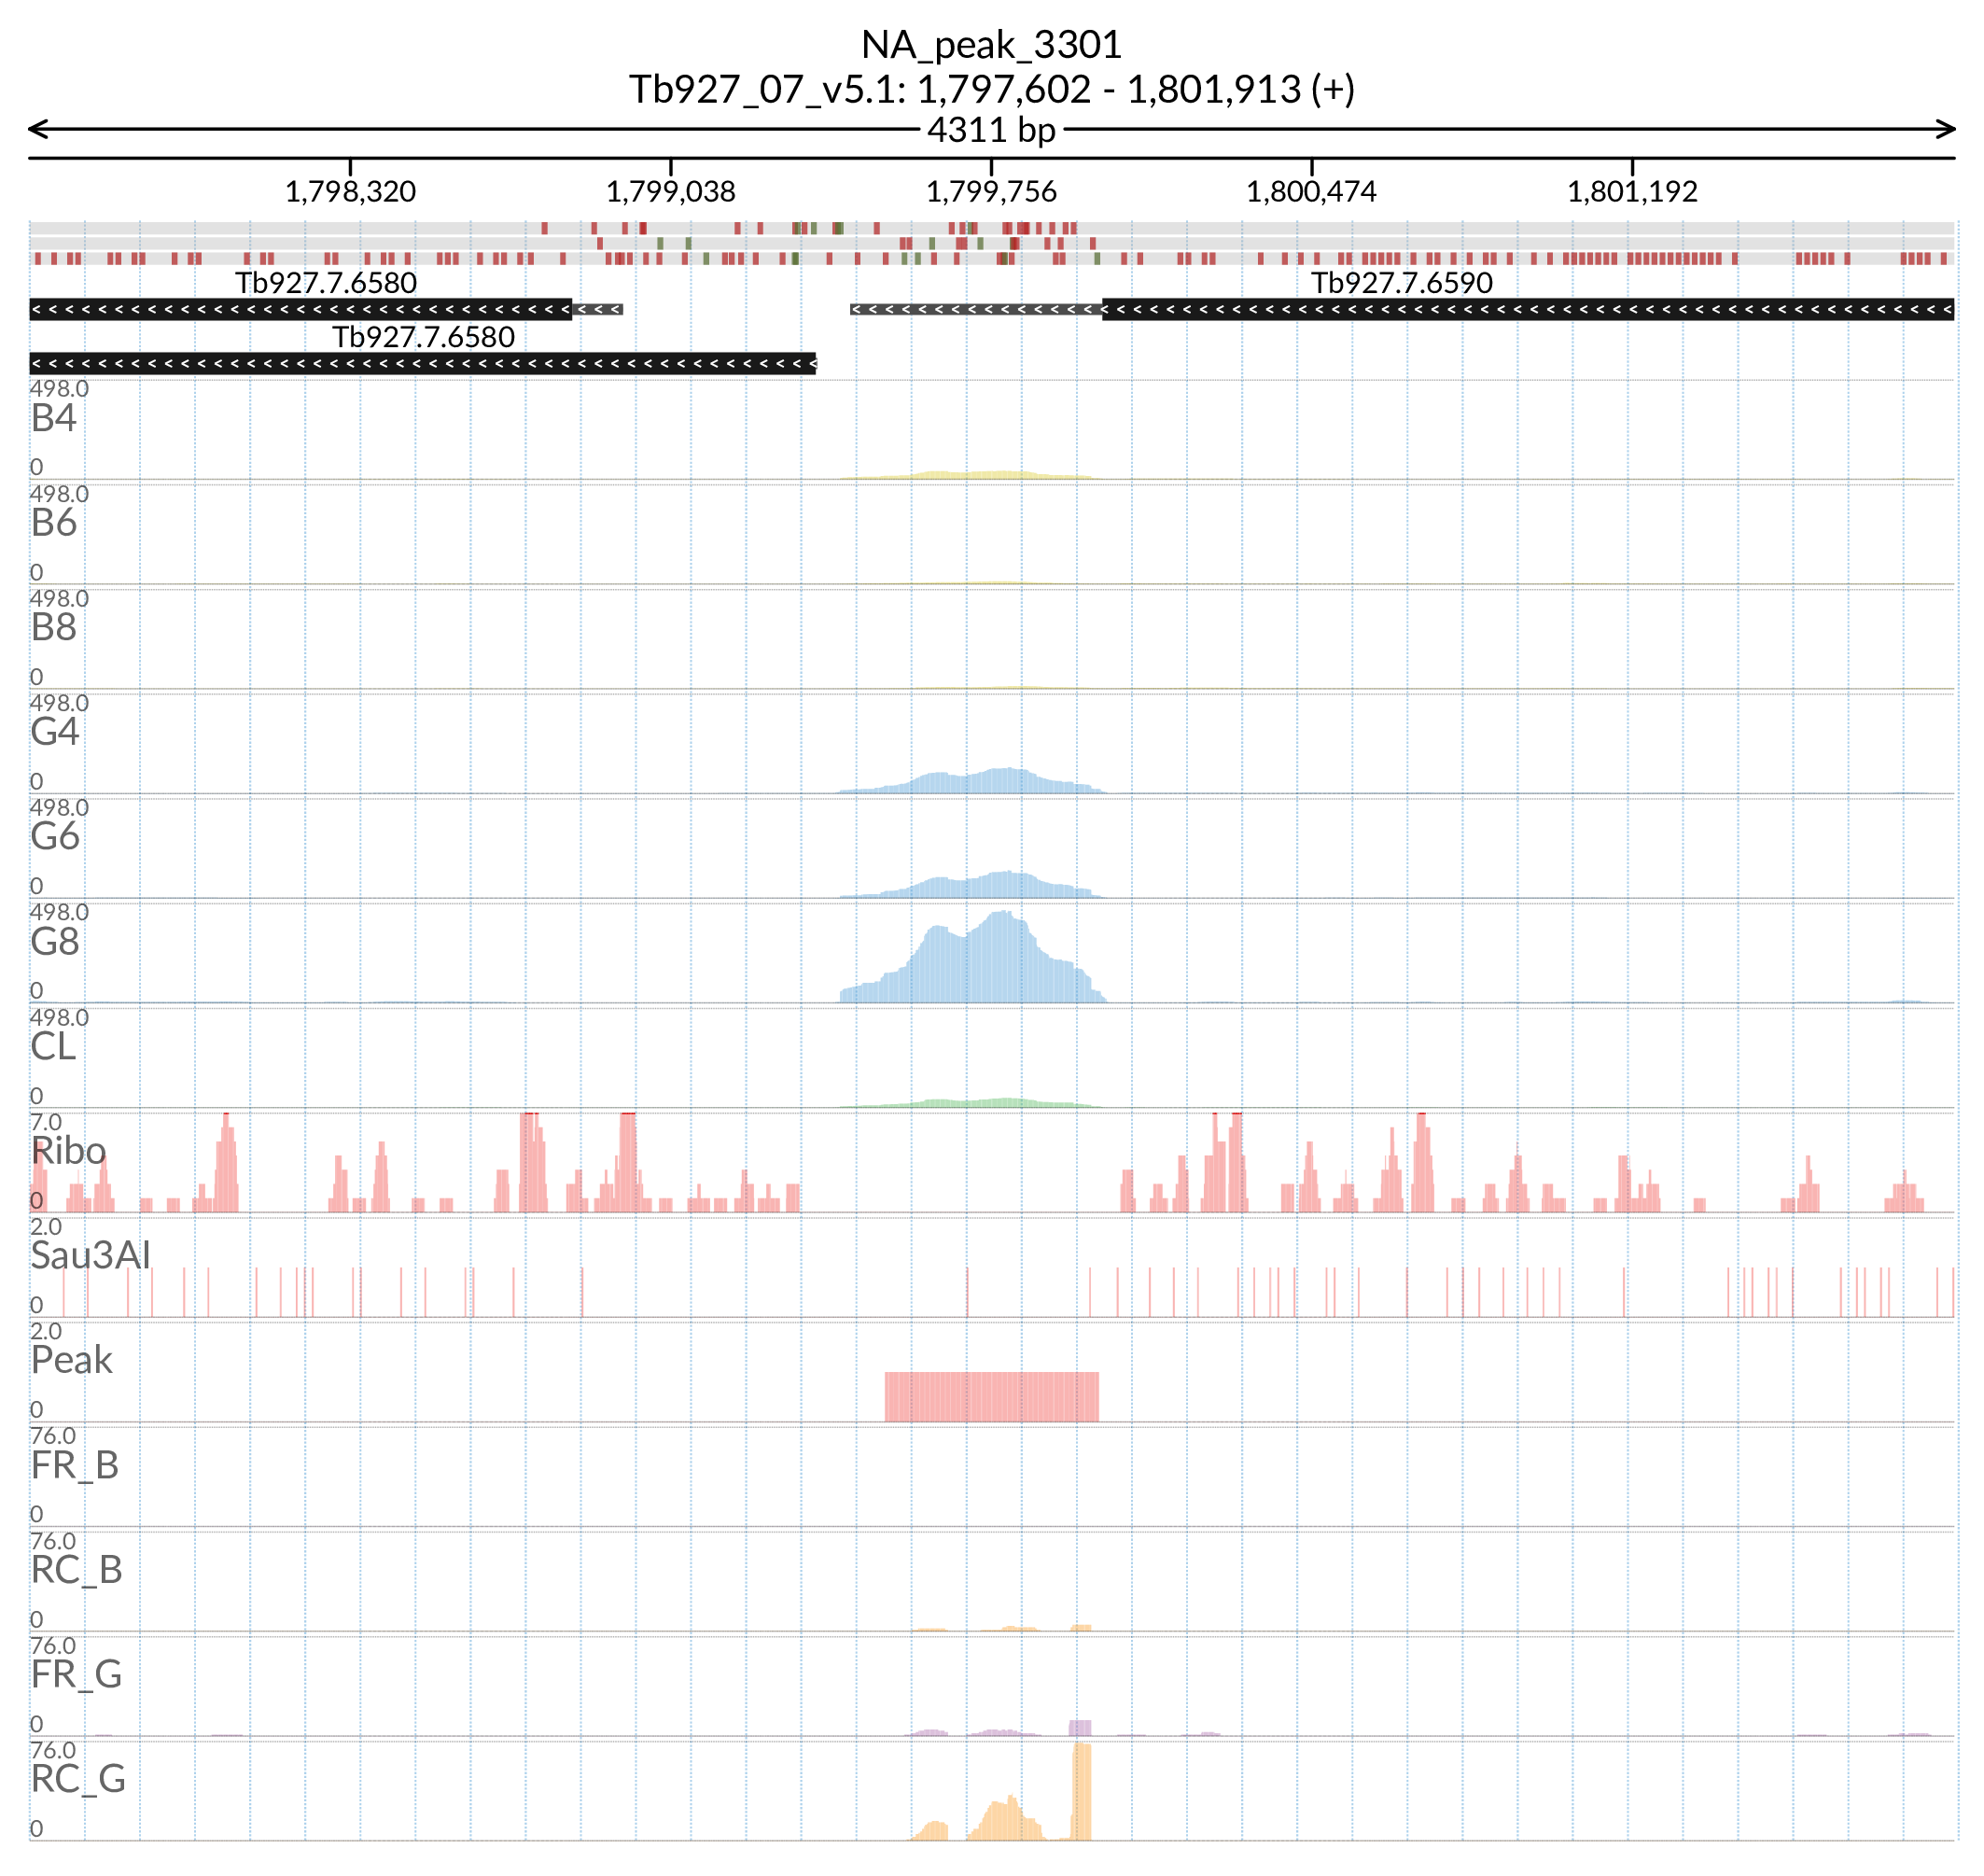 NA_peak_3301
Tb927_07_v5.1: 1,797,602 - 1,801,913 (+)
4311 bp
1,798,320 1,799,038 1,799,756 1,800,474 1,801,192
Tb927.7.6580 Tb927.7.6590
Tb927.7.6580
498.0
B4
0
498.0
B6
0
498.0
B8
0
498.0
G4
0
498.0
G6
0
498.0
G8
0
498.0
CL
0
7.0
Ribo
0
2.0
Sau3AI
0
2.0
Peak
0
76.0
FR_B
0
76.0
RC_B
0
76.0
FR_G
0
76.0
RC_G
0